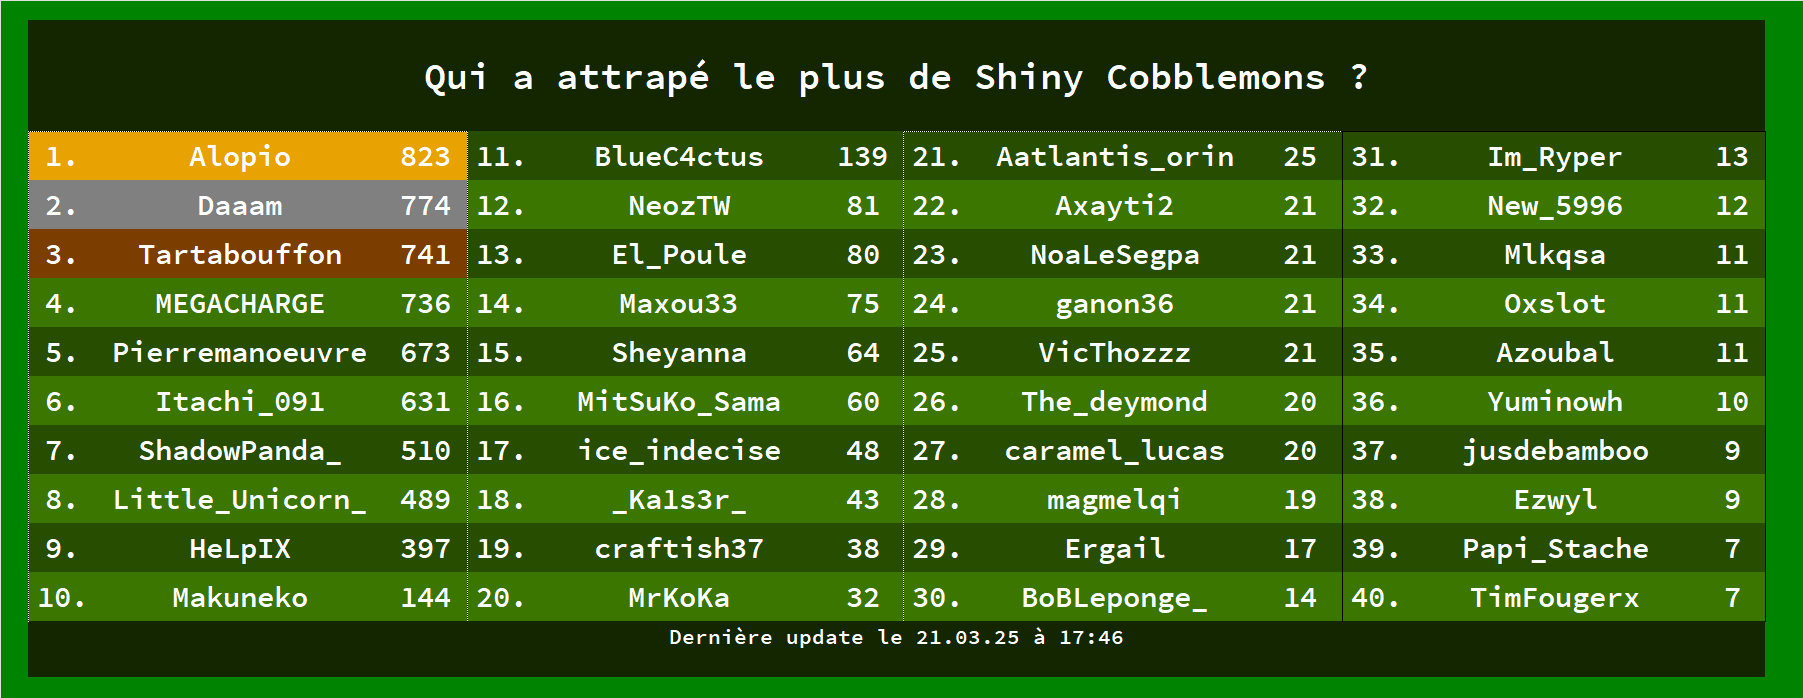 Qui a attrapé le plus de Shiny Cobblemons ?
1. Alopio 823
2. Daaam 774
3. Tartabouffon 741
4. MEGACHARGE 736
5. Pierremanoeuvre 673
6. Itachi_091 631
7. ShadowPanda_ 510
8. Little_Unicorn_ 489
9. HeLpIX 397
10. Makuneko 144
11. BlueC4ctus 139
12. NeozTW 81
13. El_Poule 80
14. Maxou33 75
15. Sheyanna 64
16. MitSuKo_Sama 60
17. ice_indecise 48
18. _Ka1s3r_ 43
19. craftish37 38
20. MrKoKa 32
21. Aatlantis_orin 25
22. Axayti2 21
23. NoaLeSegpa 21
24. ganon36 21
25. VicThozzz 21
26. The_deymond 20
27. caramel_lucas 20
28. magmelqi 19
29. Ergail 17
30. BoBLeponge_ 14
31. Im_Ryper 13
32. New_5996 12
33. Mlkqsa 11
34. Oxslot 11
35. Azoubal 11
36. Yuminowh 10
37. jusdebamboo 9
38. Ezwyl 9
39. Papi_Stache 7
40. TimFougerx 7
Dernière update le 21.03.25 à 17:46